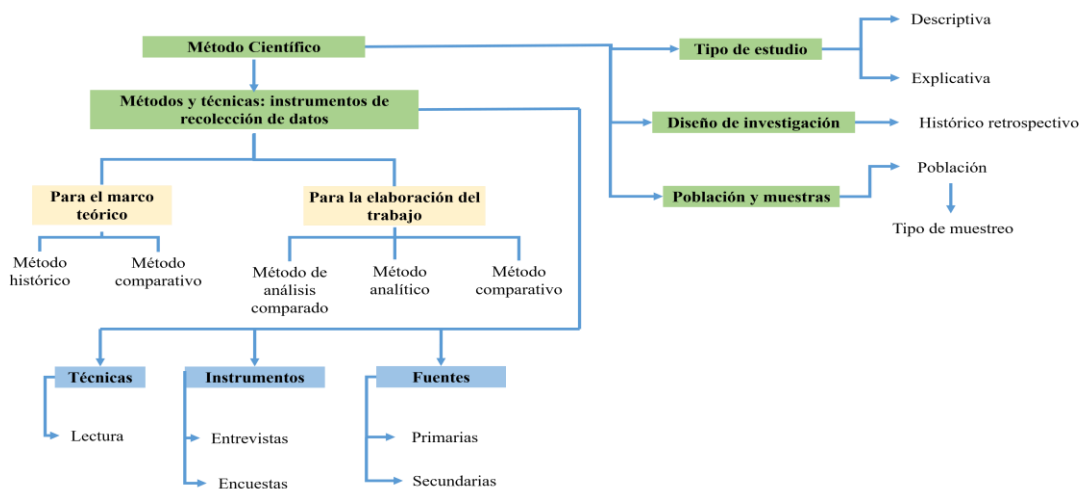 Método Científico
Métodos y técnicas: instrumentos de
recolección de datos
Para el marco
teórico
Método
histórico
Método
comparativo
Para la elaboración del
trabajo
Método de
análisis
comparado
Método
analítico
Método
comparativo
Técnicas
Lectura
Instrumentos
Entrevistas
Encuestas
Fuentes
Primarias
Secundarias
Tipo de estudio
Descriptiva
Explicativa
Diseño de investigación
Histórico retrospectivo
Población y muestras
Población
Tipo de muestreo